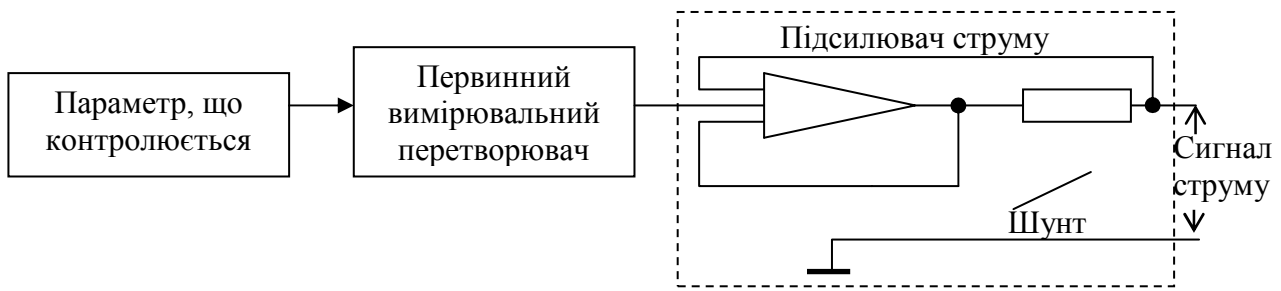 Підсилювач струму
Параметр, що
контролюється
Первинний
вимірювальний
перетворювач
Сигнал
струму
Шунт